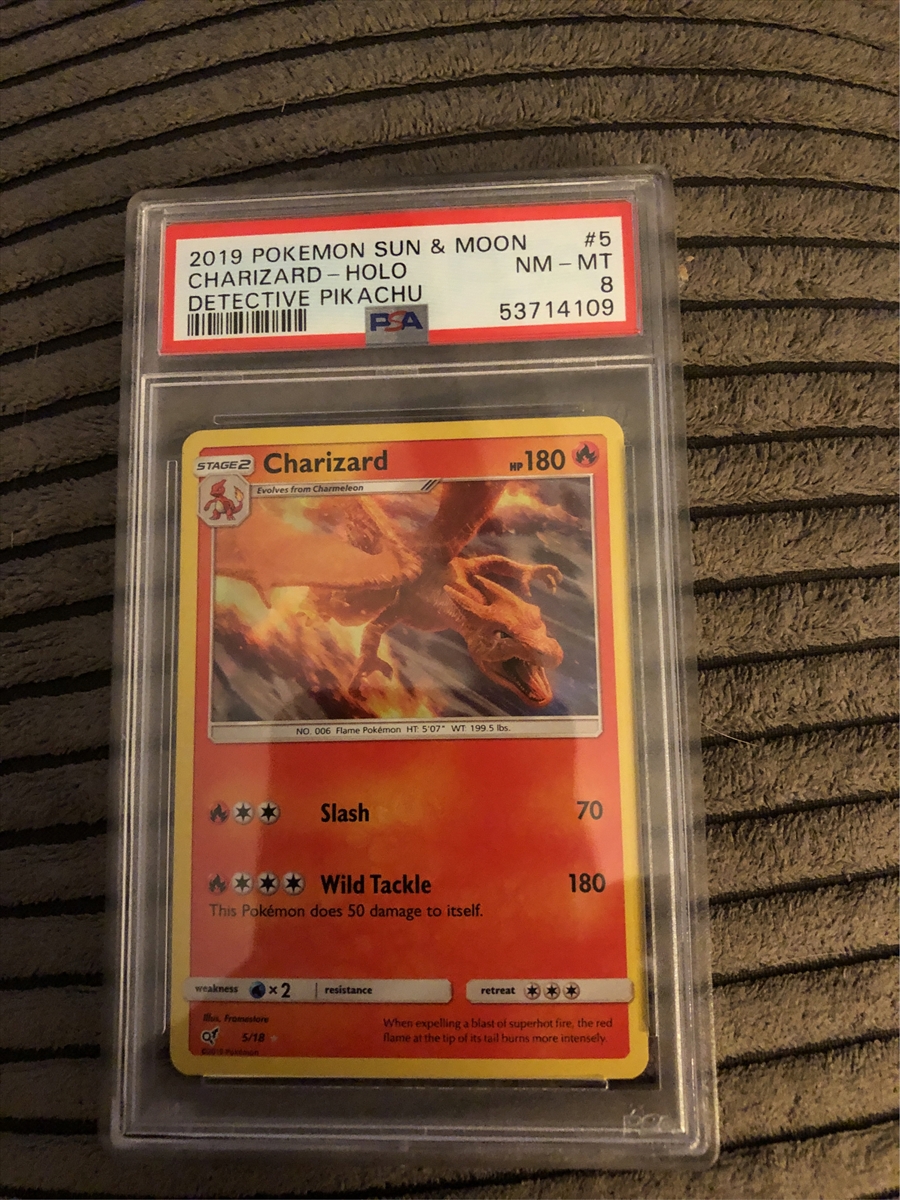 2019 POKEMON SUN & MOON #5
CHARIZARD-HOLO NM-MT
DETECTIVE PIKACHU 8
PSA 53714109
STAGE2 Charizard HP180
Evolves from Charmeleon
NO. 006 Flame Pokémon HT: 5'07" WT: 199.5 lbs.
Slash 70
Wild Tackle 180
This Pokémon does 50 damage to itself.
weakness ×2 resistance retreat
Illus. Framestore
5/18
When expelling a blast of superhot fire, the red
flame at the tip of its tail burns more intensely.
©2019 Pokémon